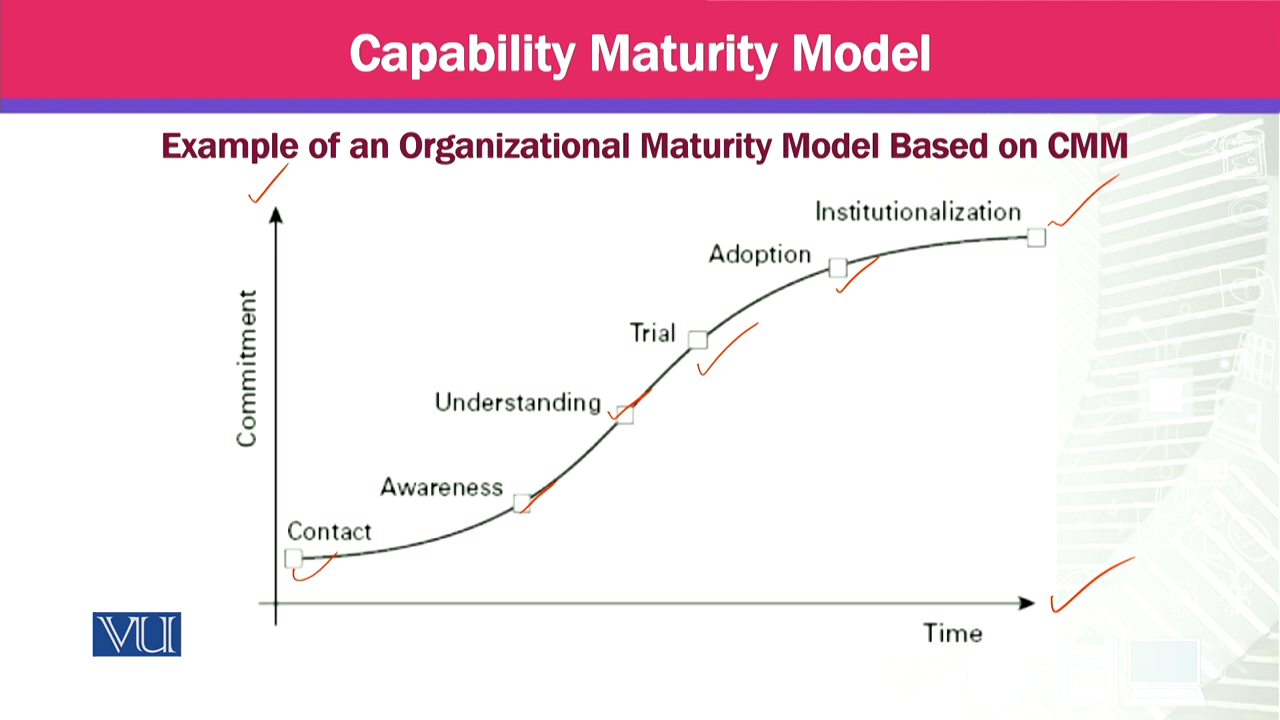 Capability Maturity Model
Example of an Organizational Maturity Model Based on CMM
Institutionalization
Adoption
Trial
Understanding
Awareness
Contact
Commitment
Time
VU